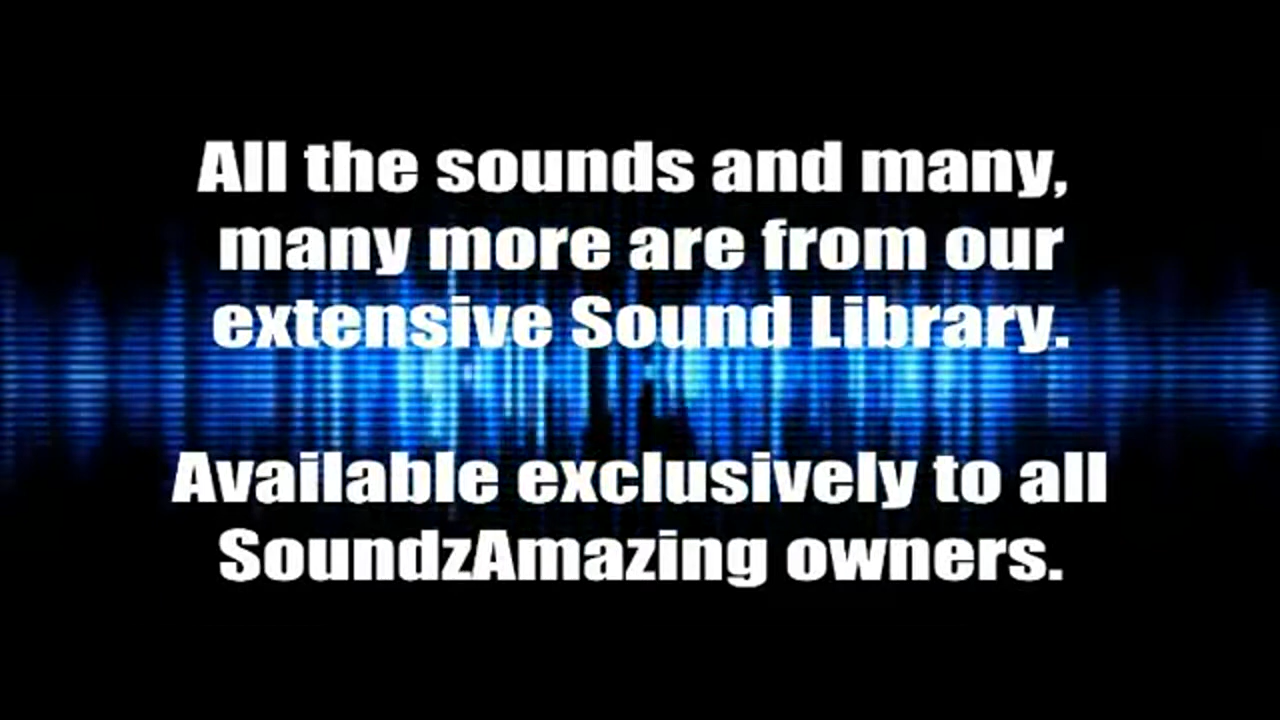 All the sounds and many,
many more are from our
extensive Sound Library.
Available exclusively to all
SoundzAmazing owners.